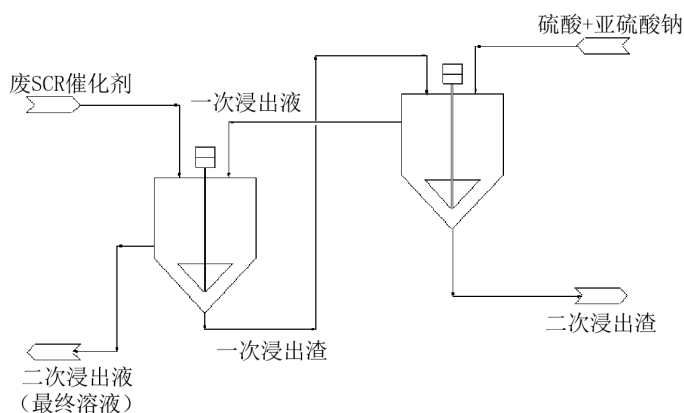 硫酸+亚硫酸钠
废SCR催化剂
一次浸出液
二次浸出渣
一次浸出渣
二次浸出液
（最终溶液）